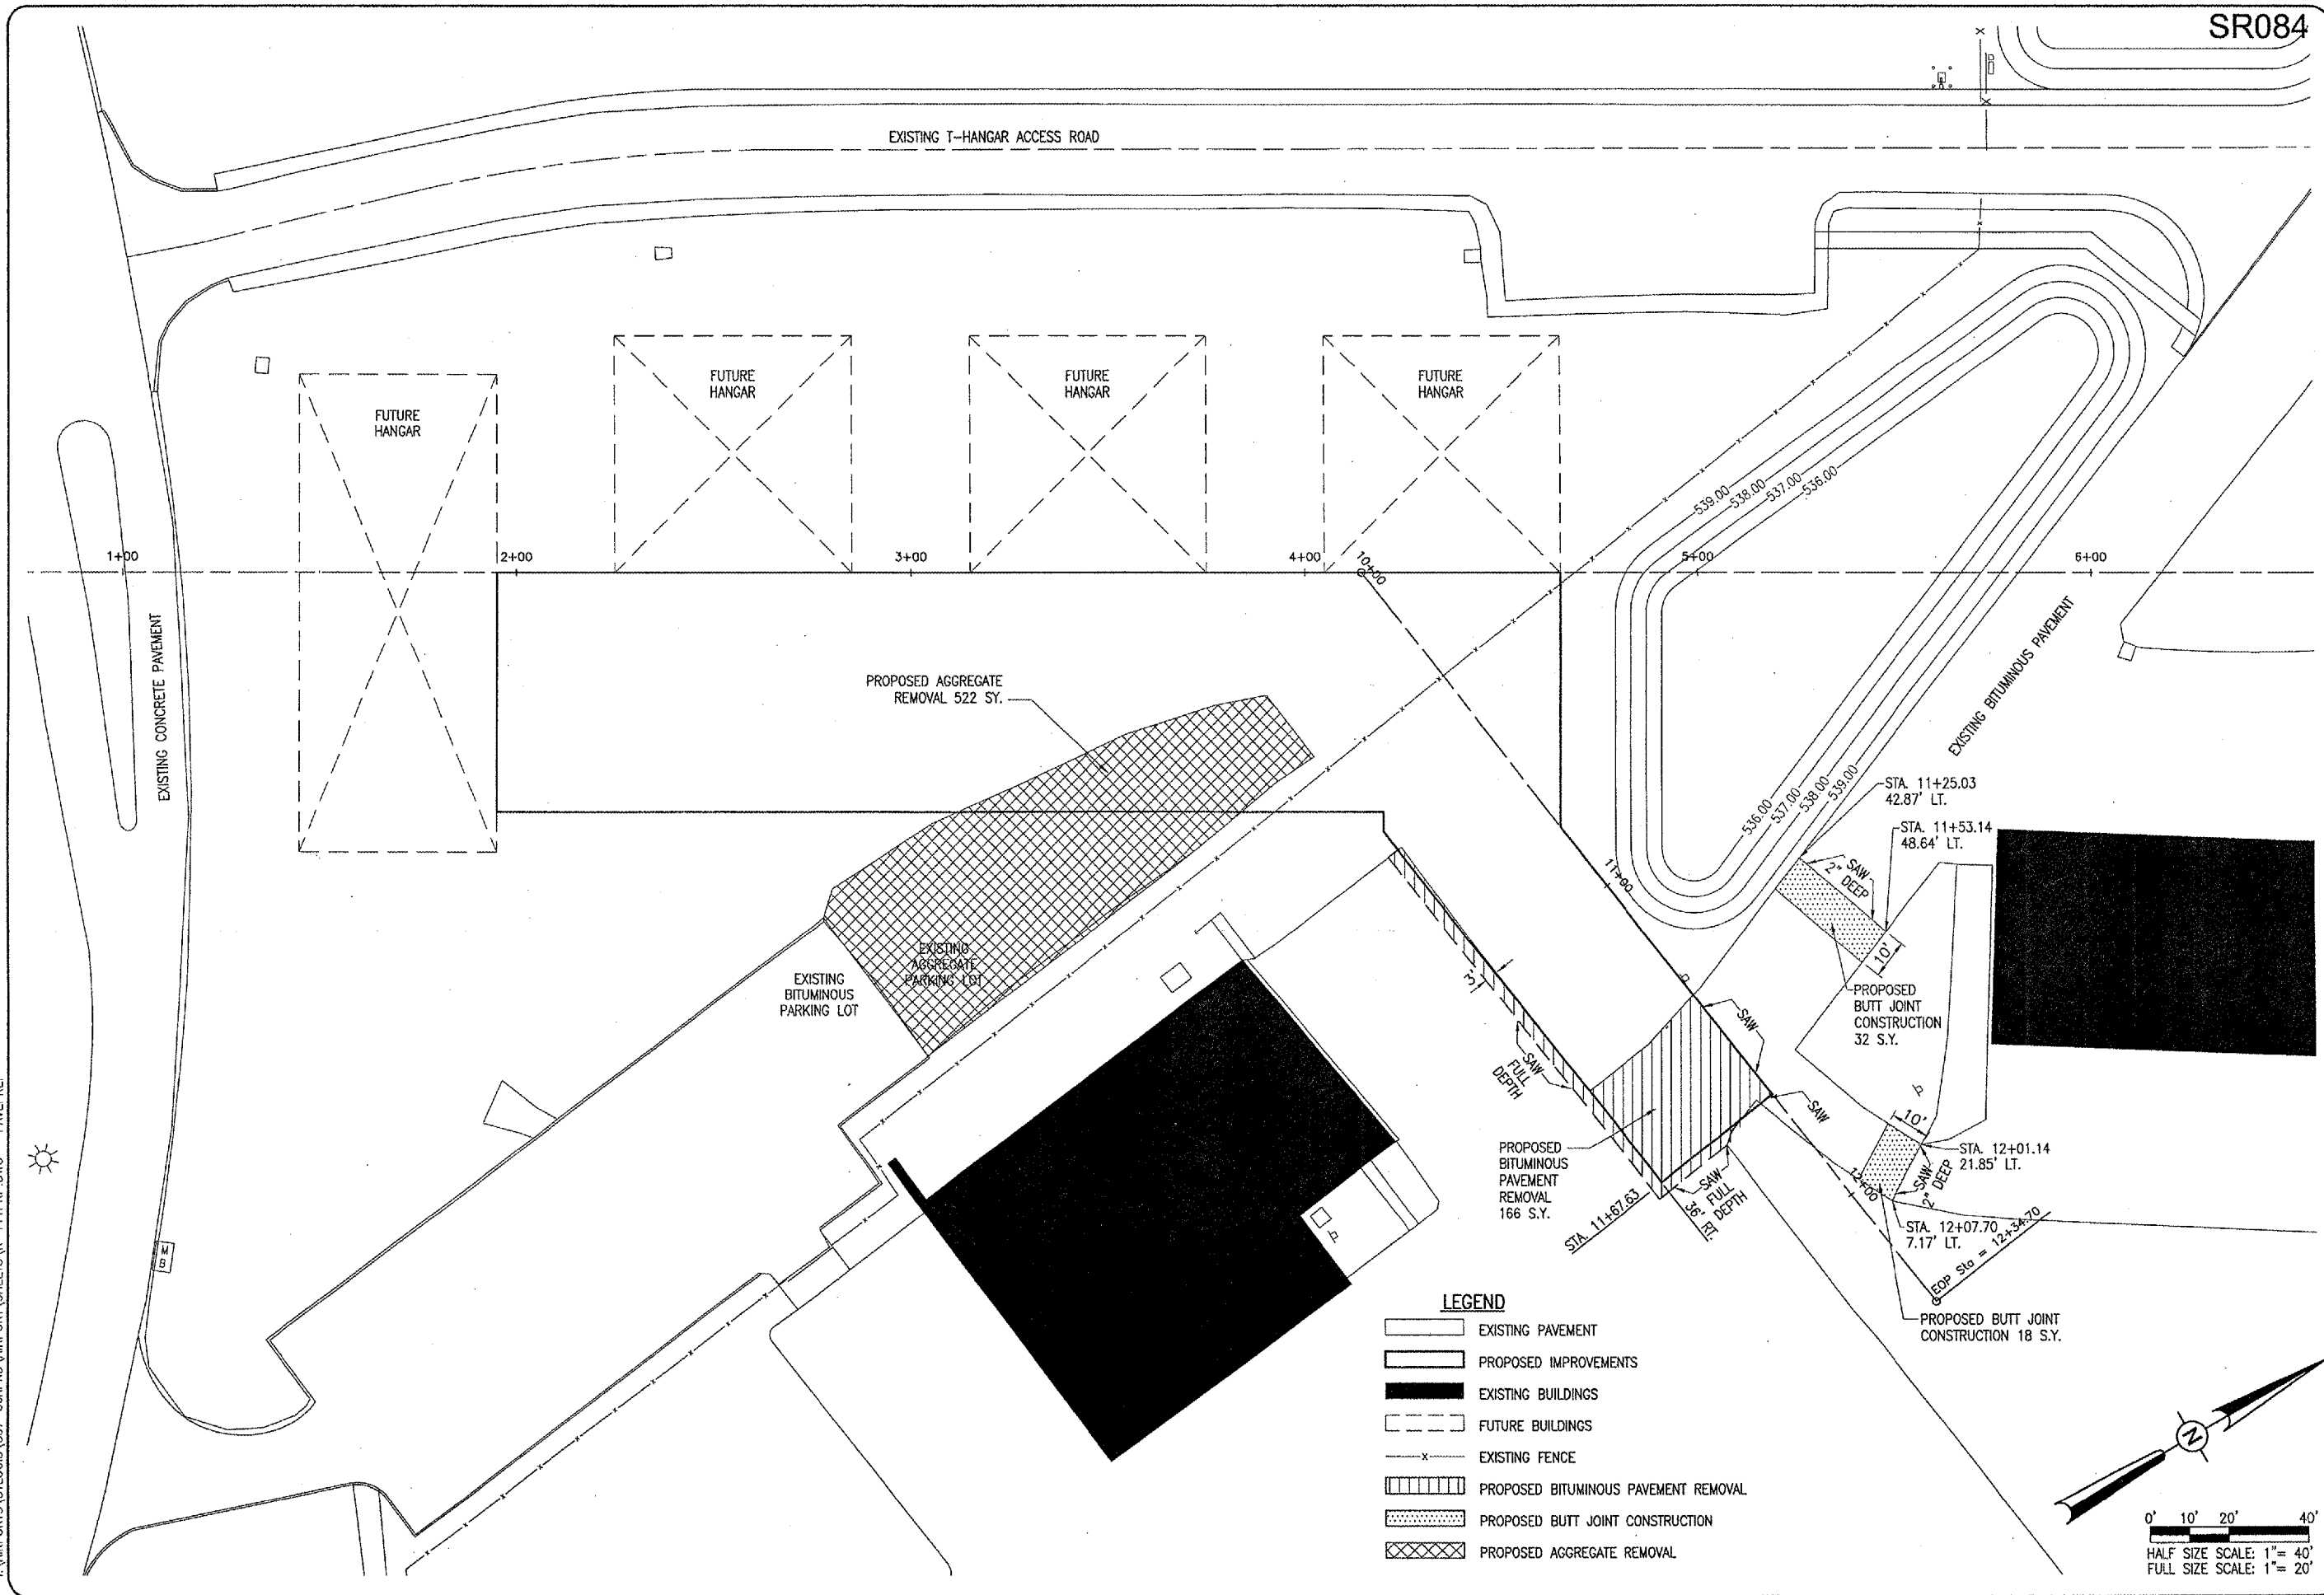 SR084
EXISTING T-HANGAR ACCESS ROAD
FUTURE
HANGAR
FUTURE
HANGAR
FUTURE
HANGAR
FUTURE
HANGAR
1+00
2+00
3+00
4+00
10+00
5+00
6+00
539.00
538.00
537.00
536.00
EXISTING CONCRETE PAVEMENT
EXISTING BITUMINOUS PAVEMENT
PROPOSED AGGREGATE
REMOVAL 522 SY.
536.00
537.00
538.00
539.00
STA. 11+25.03
42.87' LT.
STA. 11+53.14
48.64' LT.
SAW
2" DEEP
10'
11+00
EXISTING
AGGREGATE
PARKING LOT
EXISTING
BITUMINOUS
PARKING LOT
3'
PROPOSED
BUTT JOINT
CONSTRUCTION
32 S.Y.
SAW
SAW
FULL
DEPTH
SAW
10'
STA. 12+01.14
21.85' LT.
SAW
2" DEEP
12+00
PROPOSED
BITUMINOUS
PAVEMENT
REMOVAL
166 S.Y.
SAW
FULL
DEPTH
36' RT.
STA. 11+67.63
STA. 12+07.70
7.17' LT.
EOP Sta = 12+34.70
PROPOSED BUTT JOINT
CONSTRUCTION 18 S.Y.
M
B
LEGEND
EXISTING PAVEMENT
PROPOSED IMPROVEMENTS
EXISTING BUILDINGS
FUTURE BUILDINGS
x EXISTING FENCE
PROPOSED BITUMINOUS PAVEMENT REMOVAL
PROPOSED BUTT JOINT CONSTRUCTION
PROPOSED AGGREGATE REMOVAL
N
0' 10' 20' 40'
HALF SIZE SCALE: 1"= 40'
FULL SIZE SCALE: 1"= 20'